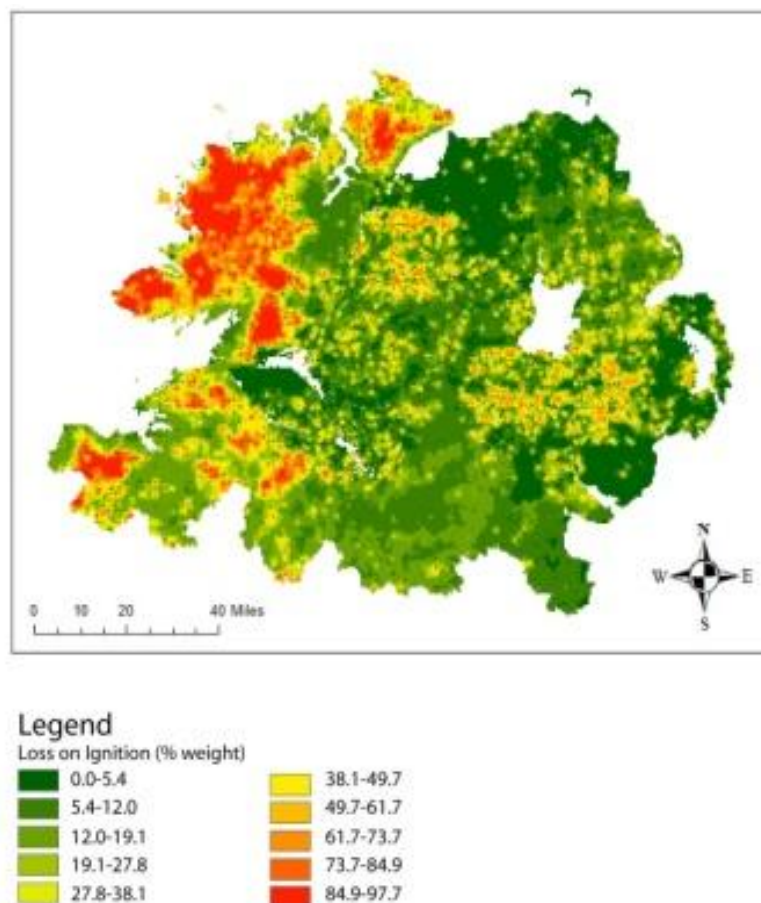 N
W E
S
0 10 20 40 Miles
Legend
Loss on Ignition (% weight)
0.0-5.4
5.4-12.0
12.0-19.1
19.1-27.8
27.8-38.1
38.1-49.7
49.7-61.7
61.7-73.7
73.7-84.9
84.9-97.7